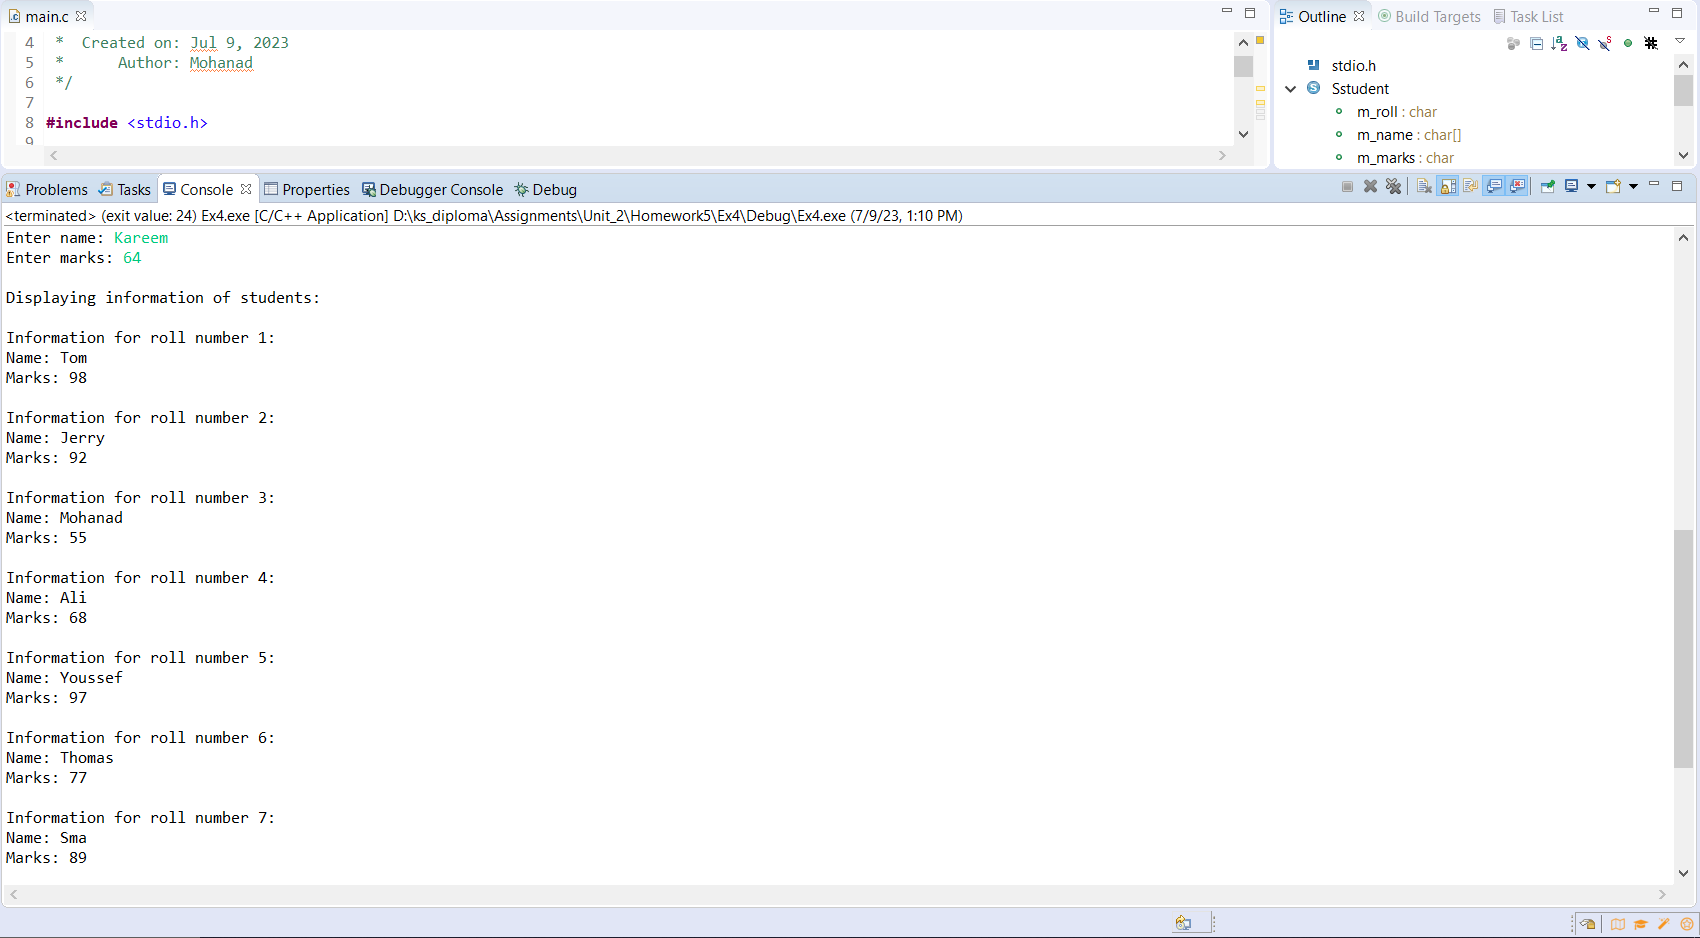 main.c
4 * Created on: Jul 9, 2023
5 * Author: Mohanad
6 */
7
8 #include <stdio.h>
9
Outline Build Targets Task List
stdio.h
Sstudent
m_roll : char
m_name : char[]
m_marks : char
Problems Tasks Console Properties Debugger Console Debug
<terminated> (exit value: 24) Ex4.exe [C/C++ Application] D:\ks_diploma\Assignments\Unit_2\Homework5\Ex4\Debug\Ex4.exe (7/9/23, 1:10 PM)
Enter name: Kareem
Enter marks: 64
Displaying information of students:
Information for roll number 1:
Name: Tom
Marks: 98
Information for roll number 2:
Name: Jerry
Marks: 92
Information for roll number 3:
Name: Mohanad
Marks: 55
Information for roll number 4:
Name: Ali
Marks: 68
Information for roll number 5:
Name: Youssef
Marks: 97
Information for roll number 6:
Name: Thomas
Marks: 77
Information for roll number 7:
Name: Sma
Marks: 89